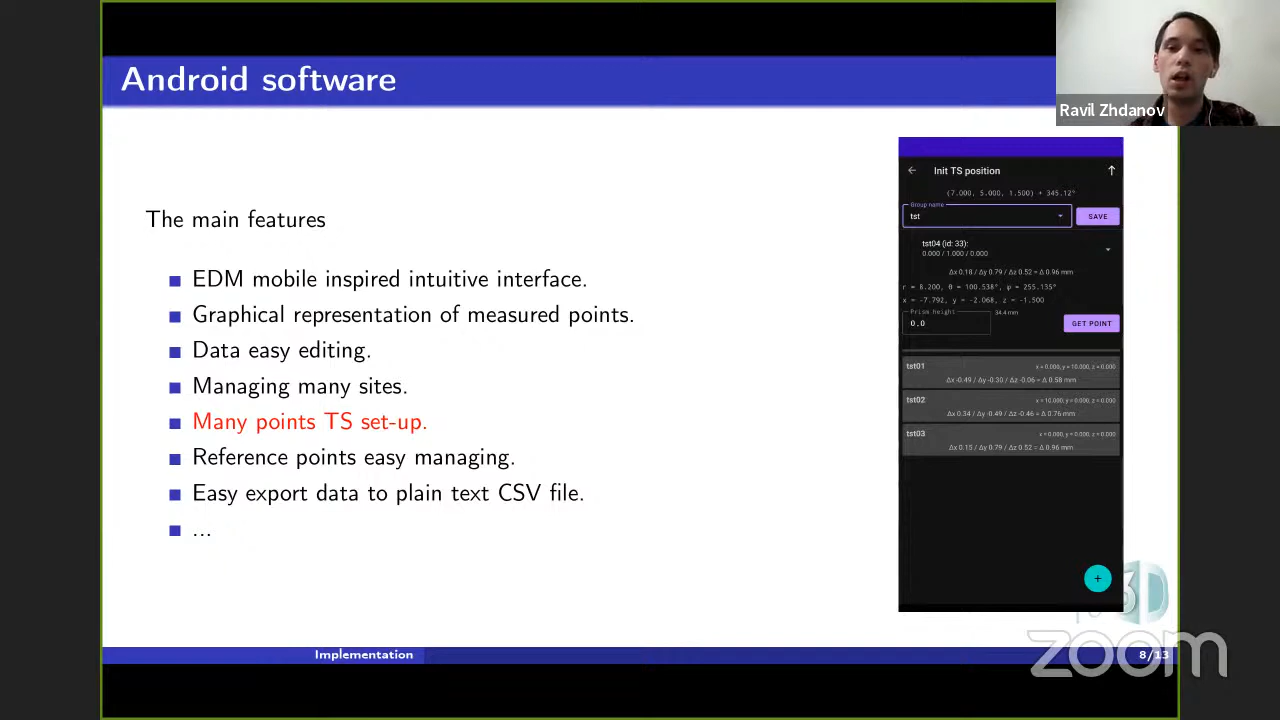 Android software
Ravil Zhdanov
The main features
EDM mobile inspired intuitive interface.
Graphical representation of measured points.
Data easy editing.
Managing many sites.
Many points TS set-up.
Reference points easy managing.
Easy export data to plain text CSV file.
...
Init TS position
(7.000, 5.000, 1.500) + 345.12°
Group name
tst
SAVE
tst04 (id: 33):
0.000 / 1.000 / 0.000
Δx 0.18 / Δy 0.79 / Δz 0.52 = Δ 0.96 mm
r = 8.200, θ = 100.538°, φ = 255.135°
x = -7.792, y = -2.068, z = -1.500
Prism height
34.4 mm
0.0
GET POINT
tst01
x = 0.000, y = 10.000, z = 0.000
Δx -0.49 / Δy -0.30 / Δz -0.06 = Δ 0.58 mm
tst02
x = 10.000, y = 0.000, z = 0.000
Δx 0.34 / Δy -0.49 / Δz -0.46 = Δ 0.76 mm
tst03
x = 0.000, y = 0.000, z = 0.000
Δx 0.15 / Δy 0.79 / Δz 0.52 = Δ 0.96 mm
+
3D
zoom
Implementation
8/13